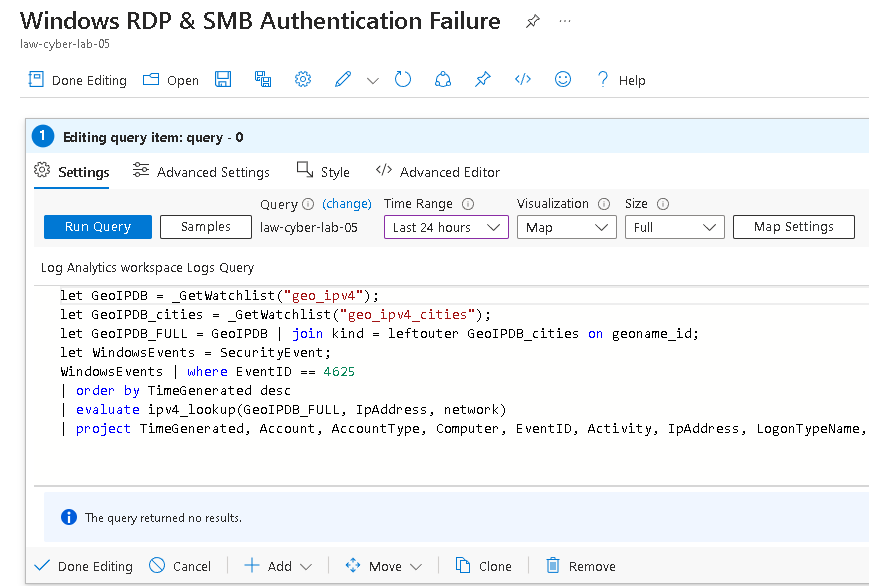 Windows RDP & SMB Authentication Failure
law-cyber-lab-05
Done Editing Open Help
1 Editing query item: query - 0
Settings Advanced Settings Style Advanced Editor
Query (change) Time Range Visualization Size
Run Query Samples law-cyber-lab-05 Last 24 hours Map Full Map Settings
Log Analytics workspace Logs Query
let GeoIPDB = _GetWatchlist("geo_ipv4");
let GeoIPDB_cities = _GetWatchlist("geo_ipv4_cities");
let GeoIPDB_FULL = GeoIPDB | join kind = leftouter GeoIPDB_cities on geoname_id;
let WindowsEvents = SecurityEvent;
WindowsEvents | where EventID == 4625
| order by TimeGenerated desc
| evaluate ipv4_lookup(GeoIPDB_FULL, IpAddress, network)
| project TimeGenerated, Account, AccountType, Computer, EventID, Activity, IpAddress, LogonTypeName,
The query returned no results.
Done Editing Cancel Add Move Clone Remove